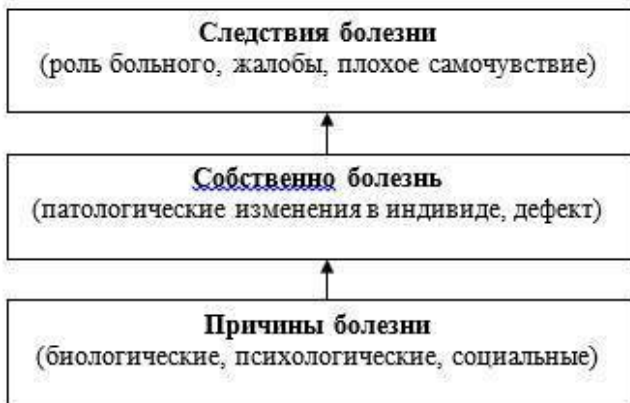 Следствия болезни
(роль больного, жалобы, плохое самочувствие)
Собственно болезнь
(патологические изменения в индивиде, дефект)
Причины болезни
(биологические, психологические, социальные)